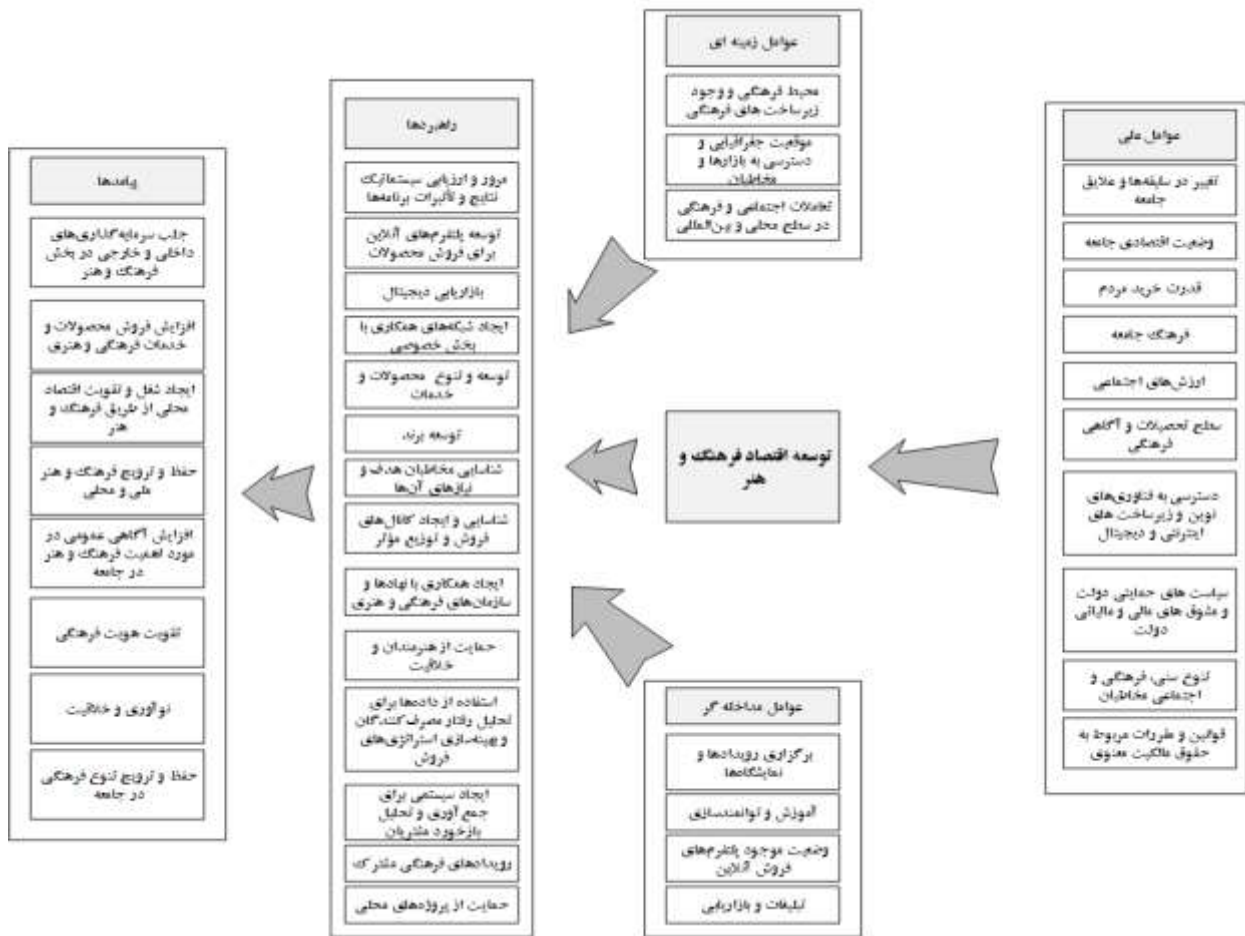 عوامل علی
تغییر در سلیقه‌ها و علایق
جامعه
وضعیت اقتصادی جامعه
قدرت خرید مردم
فرهنگ جامعه
ارزش‌های اجتماعی
سطح تحصیلات و آگاهی
فرهنگی
دسترسی به فناوری‌های
نوین و زیرساخت های
اینترنتی و دیجیتال
سیاست های حمایتی دولت
و مشوق های مالی و مالیاتی
دولت
تنوع سنی، فرهنگی و
اجتماعی مخاطبان
قوانین و مقررات مربوط به
حقوق مالکیت معنوی
عوامل زمینه ای
محیط فرهنگی و وجود
زیرساخت های فرهنگی
موقعیت جغرافیایی و
دسترسی به بازارها و
مخاطبان
تعاملات اجتماعی و فرهنگی
در سطح محلی و بین‌المللی
توسعه اقتصاد فرهنگ و
هنر
عوامل مداخله گر
برگزاری رویدادها و
نمایشگاه‌ها
آموزش و توانمندسازی
وضعیت موجود پلتفرم‌های
فروش آنلاین
تبلیغات و بازاریابی
راهبردها
مرور و ارزیابی سیستماتیک
نتایج و تأثیرات برنامه‌ها
توسعه پلتفرم‌های آنلاین
برای فروش محصولات
بازاریابی دیجیتال
ایجاد شبکه‌های همکاری با
بخش خصوصی
توسعه و تنوع محصولات و
خدمات
توسعه برند
شناسایی مخاطبان هدف و
نیازهای آن‌ها
شناسایی و ایجاد کانال‌های
فروش و توزیع مؤثر
ایجاد همکاری با نهادها و
سازمان‌های فرهنگی و هنری
حمایت از هنرمندان و
خلاقیت
استفاده از داده‌ها برای
تحلیل رفتار مصرف‌کنندگان
و بهینه‌سازی استراتژی‌های
فروش
ایجاد سیستمی برای
جمع آوری و تحلیل
بازخورد مشتریان
رویدادهای فرهنگی مشترک
حمایت از پروژه‌های محلی
پیامدها
جلب سرمایه‌گذاری‌های
داخلی و خارجی در بخش
فرهنگ و هنر
افزایش فروش محصولات و
خدمات فرهنگی و هنری
ایجاد شغل و تقویت اقتصاد
محلی از طریق فرهنگ و
هنر
حفظ و ترویج فرهنگ و هنر
ملی و محلی
افزایش آگاهی عمومی در
مورد اهمیت فرهنگ و هنر
در جامعه
تقویت هویت فرهنگی
نوآوری و خلاقیت
حفظ و ترویج تنوع فرهنگی
در جامعه